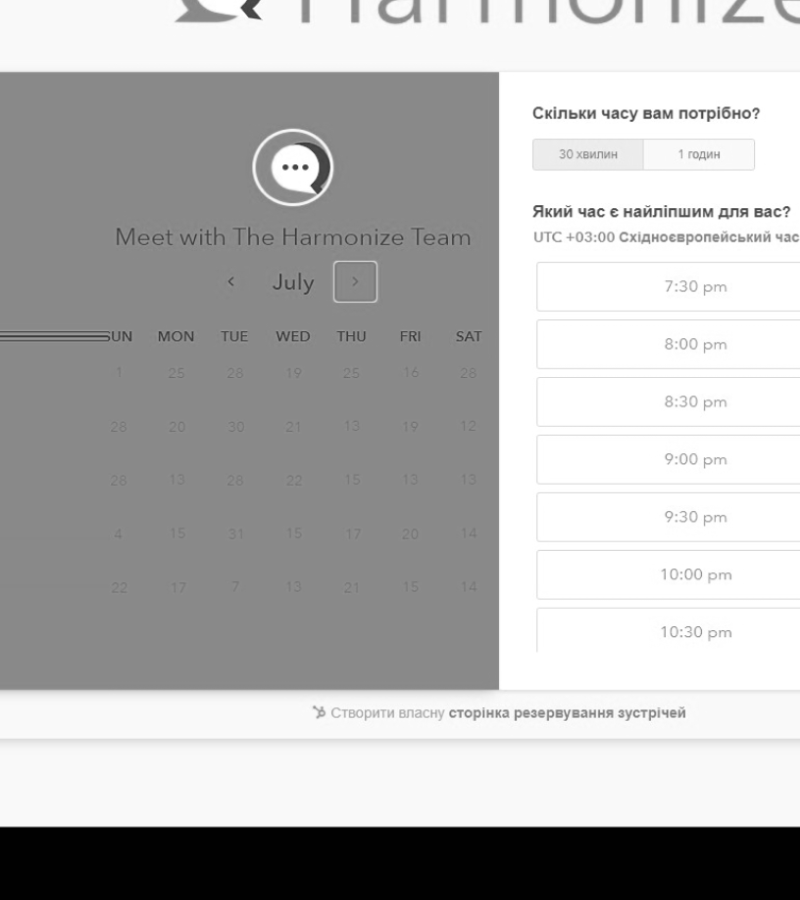 Harmonize
Meet with The Harmonize Team
July
SUN MON TUE WED THU FRI SAT
1 25 28 19 25 16 28
28 20 30 21 13 19 12
28 13 28 22 15 13 13
4 15 31 15 17 20 14
22 17 7 13 21 15 14
Скільки часу вам потрібно?
30 хвилин 1 годин
Який час є найліпшим для вас?
UTC +03:00 Східноєвропейський час
7:30 pm
8:00 pm
8:30 pm
9:00 pm
9:30 pm
10:00 pm
10:30 pm
Створити власну сторінка резервування зустрічей